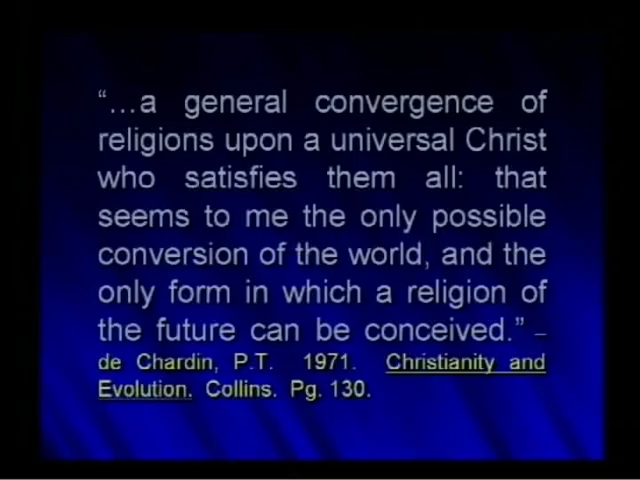 “…a general convergence of
religions upon a universal Christ
who satisfies them all: that
seems to me the only possible
conversion of the world, and the
only form in which a religion of
the future can be conceived.” –
de Chardin, P.T. 1971. Christianity and
Evolution. Collins. Pg. 130.